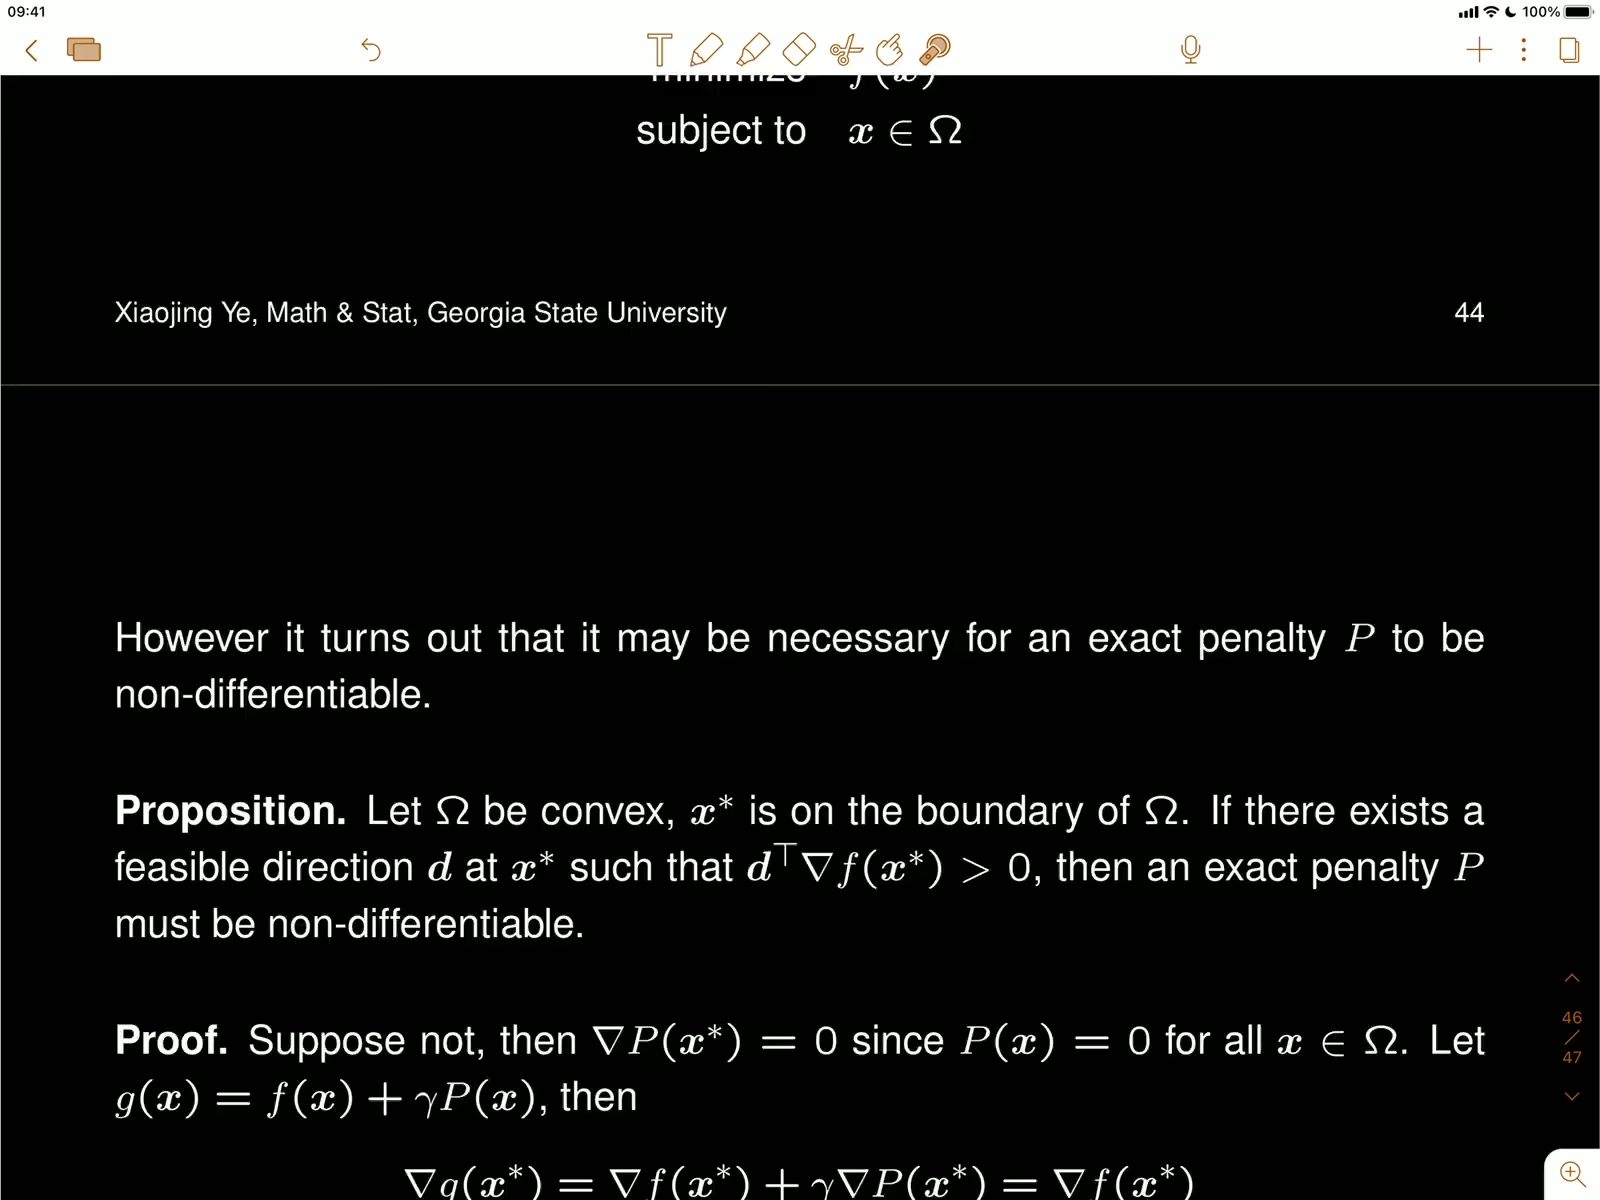 09:41
100%
minimize f(x)
subject to x ∈ Ω
Xiaojing Ye, Math & Stat, Georgia State University 44
However it turns out that it may be necessary for an exact penalty P to be
non-differentiable.
Proposition. Let Ω be convex, x* is on the boundary of Ω. If there exists a
feasible direction d at x* such that d⊤∇f(x*) > 0, then an exact penalty P
must be non-differentiable.
Proof. Suppose not, then ∇P(x*) = 0 since P(x) = 0 for all x ∈ Ω. Let
g(x) = f(x) + γP(x), then
∇g(x*) = ∇f(x*) + γ∇P(x*) = ∇f(x*)
46
/
47